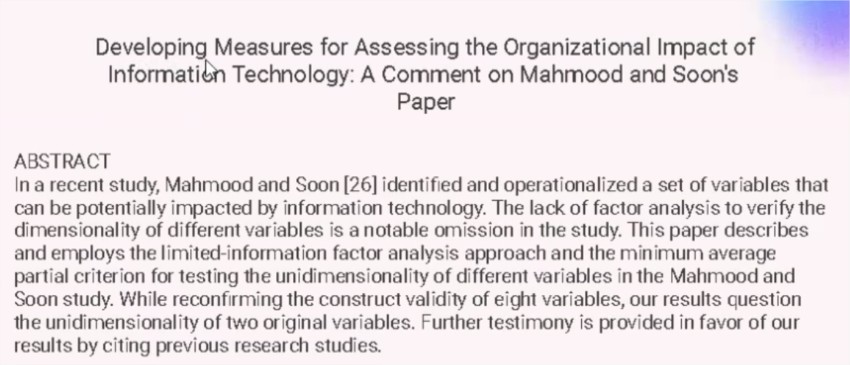 Developing Measures for Assessing the Organizational Impact of
Information Technology: A Comment on Mahmood and Soon's
Paper
ABSTRACT
In a recent study, Mahmood and Soon [26] identified and operationalized a set of variables that
can be potentially impacted by information technology. The lack of factor analysis to verify the
dimensionality of different variables is a notable omission in the study. This paper describes
and employs the limited-information factor analysis approach and the minimum average
partial criterion for testing the unidimensionality of different variables in the Mahmood and
Soon study. While reconfirming the construct validity of eight variables, our results question
the unidimensionality of two original variables. Further testimony is provided in favor of our
results by citing previous research studies.